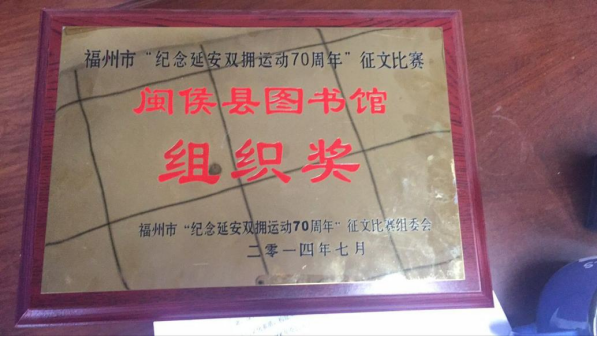 福州市“纪念延安双拥运动70周年”征文比赛
闽侯县图书馆
组织奖
福州市“纪念延安双拥运动70周年”征文比赛组委会
二零一四年七月